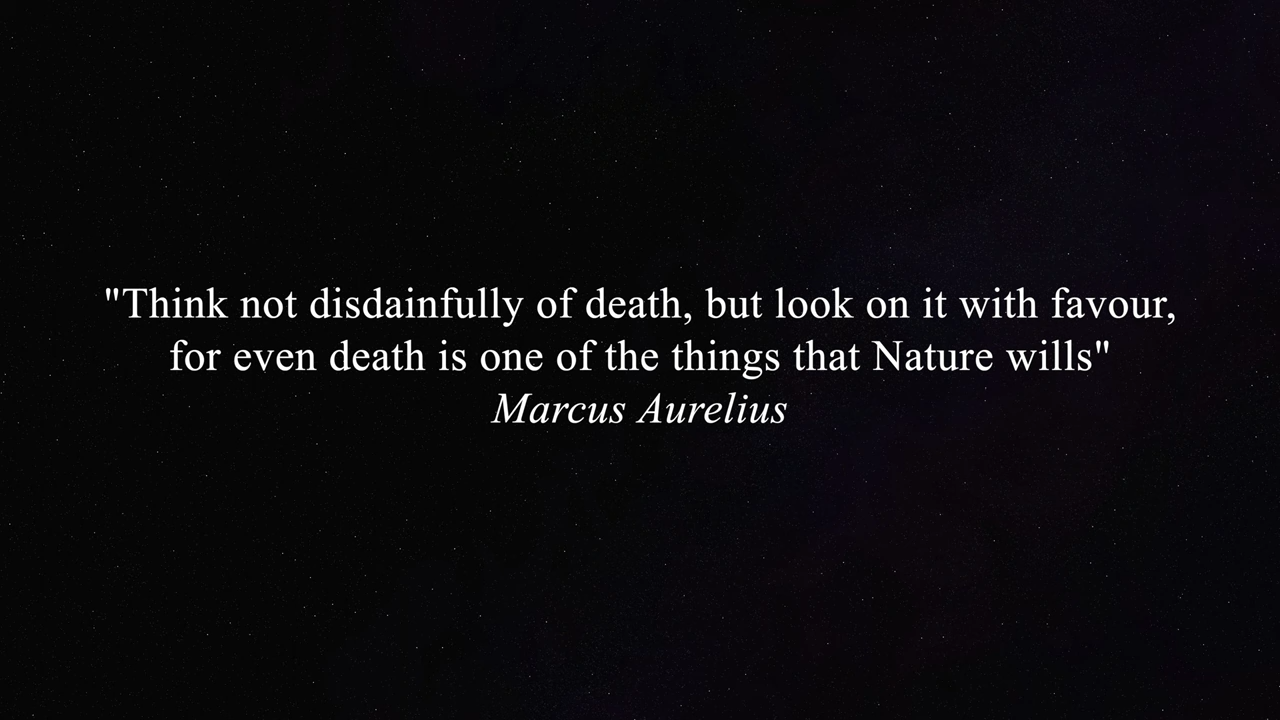 "Think not disdainfully of death, but look on it with favour,
for even death is one of the things that Nature wills"
Marcus Aurelius